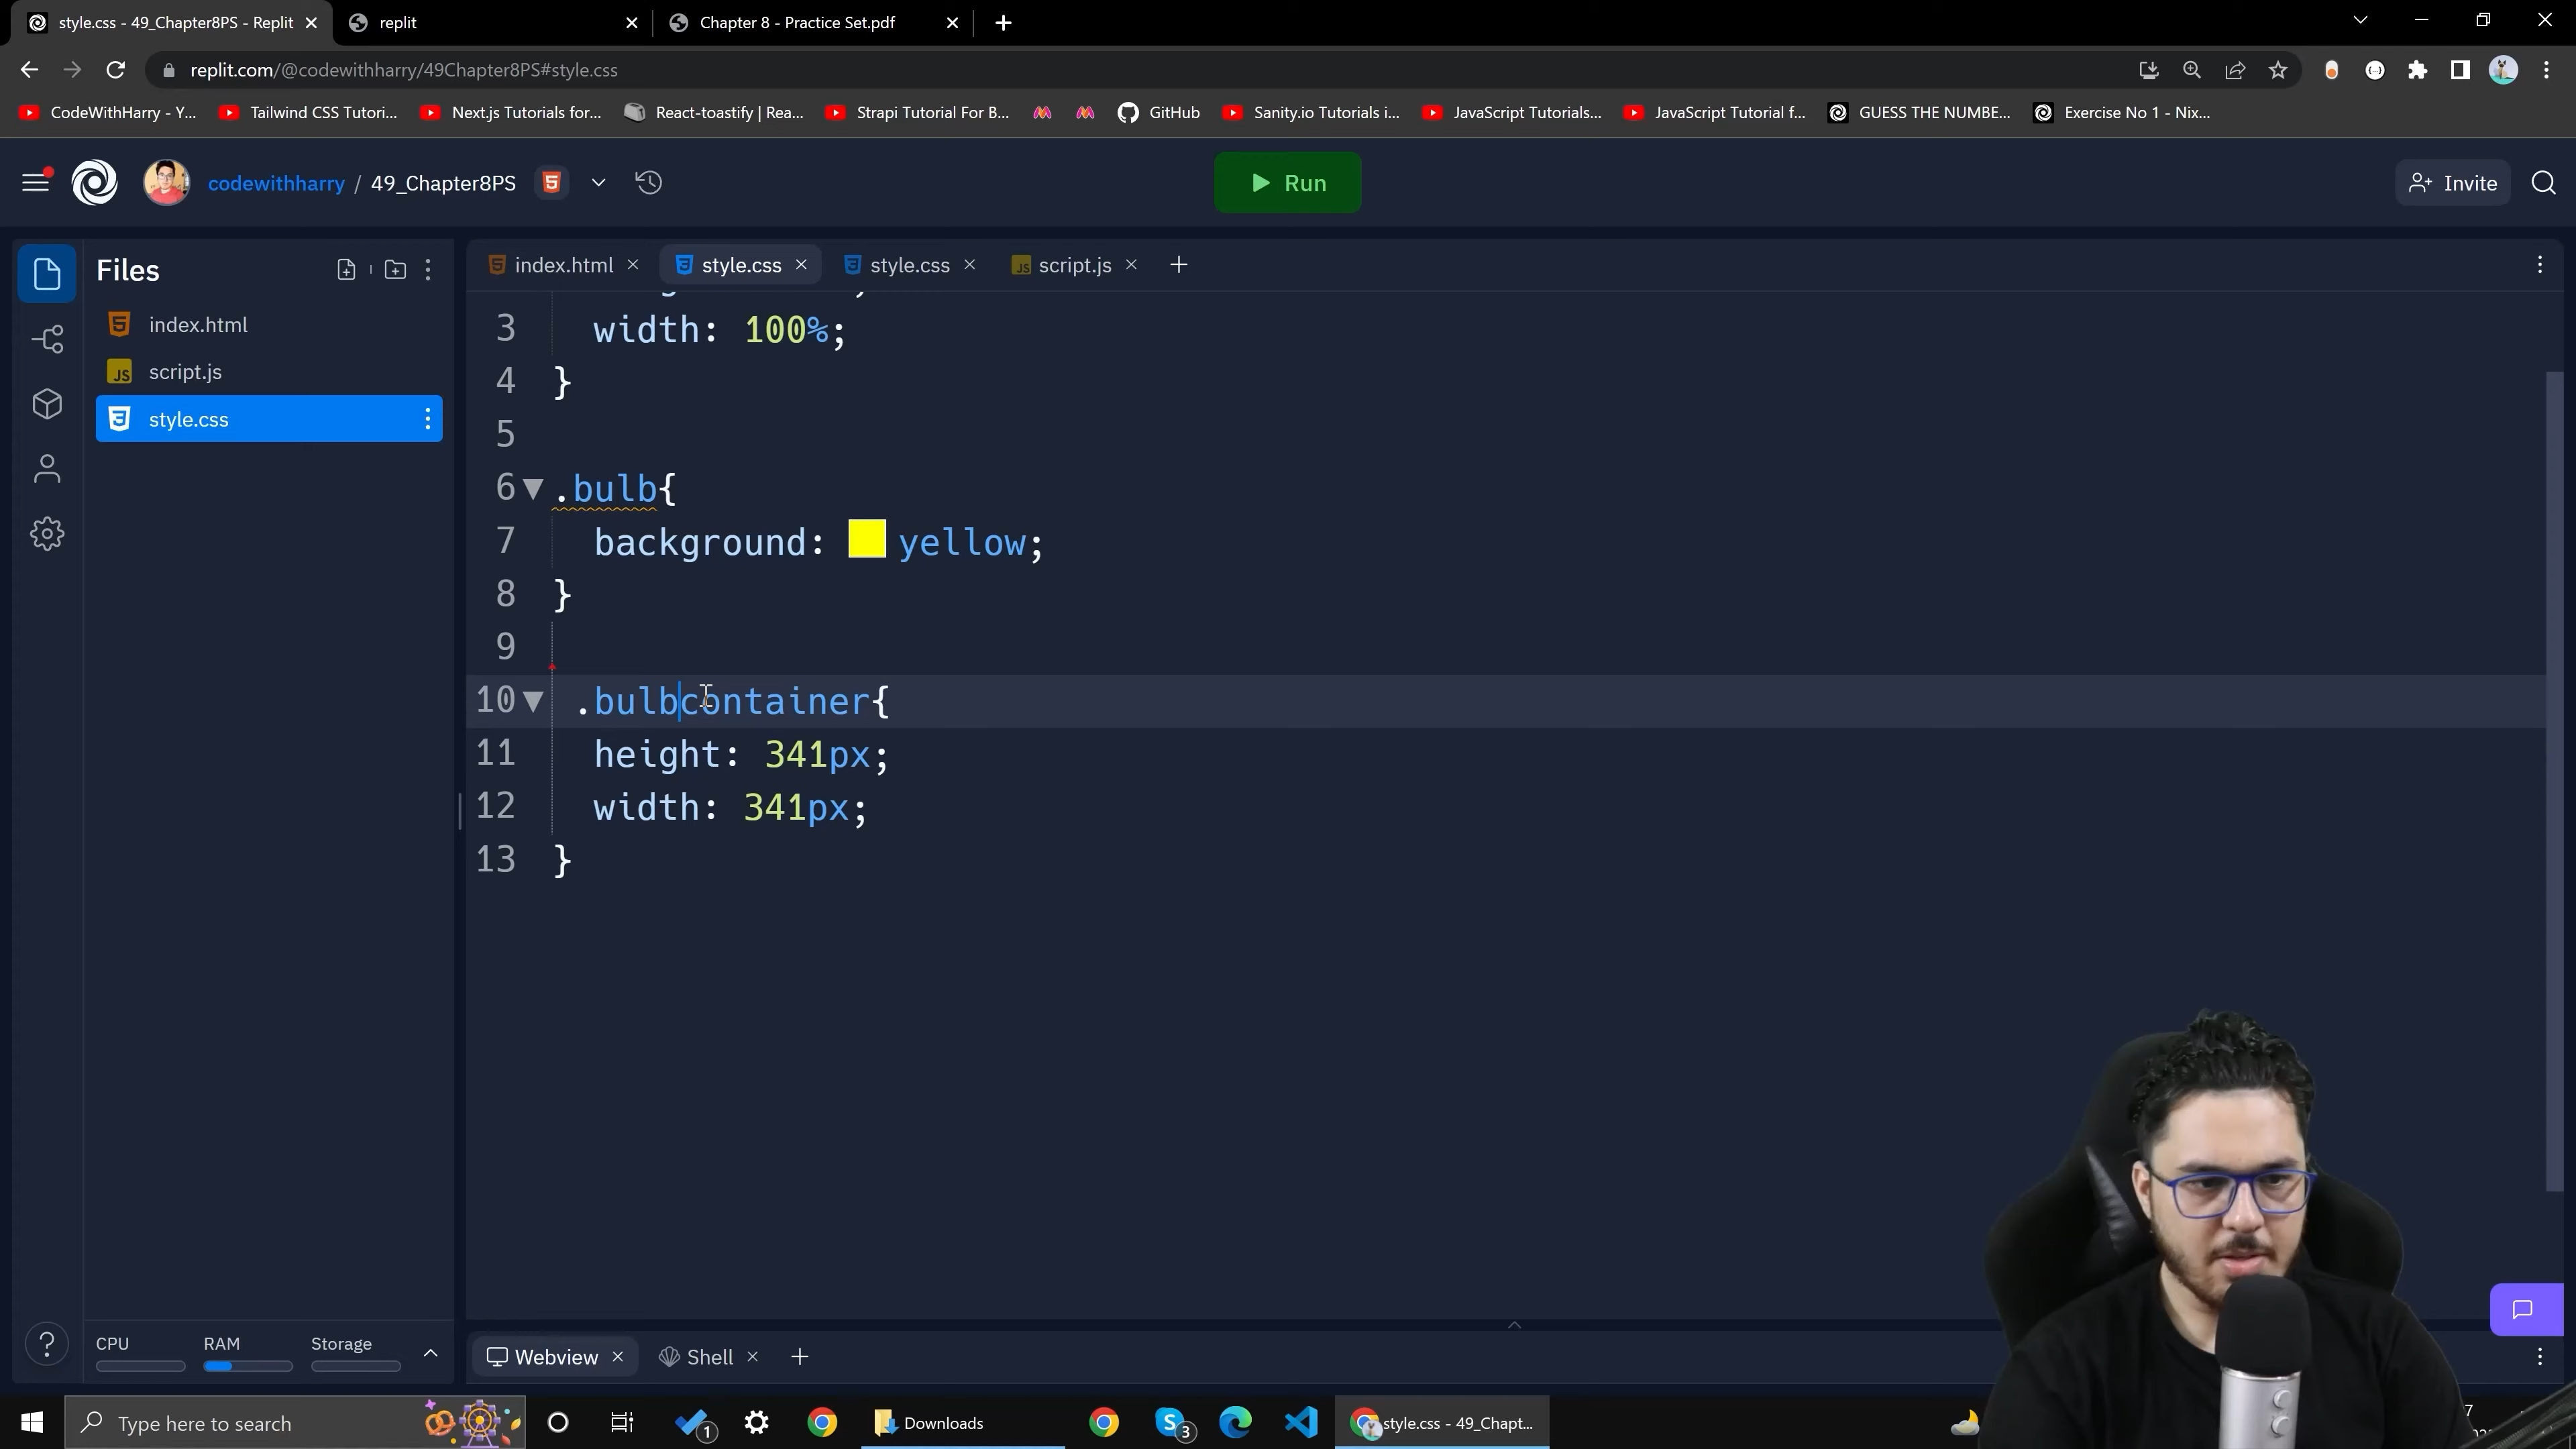 style.css - 49_Chapter8PS - Replit
replit
Chapter 8 - Practice Set.pdf
replit.com/@codewithharry/49Chapter8PS#style.css
CodeWithHarry - Y...
Tailwind CSS Tutori...
Next.js Tutorials for...
React-toastify | Rea...
Strapi Tutorial For B...
GitHub
Sanity.io Tutorials i...
JavaScript Tutorials...
JavaScript Tutorial f...
GUESS THE NUMBE...
Exercise No 1 - Nix...
codewithharry / 49_Chapter8PS
Run
Invite
Files
index.html
script.js
style.css
index.html
style.css
style.css
script.js
3 width: 100%;
4 }
5
6 .bulb{
7 background: yellow;
8 }
9
10 .bulbcontainer{
11 height: 341px;
12 width: 341px;
13 }
CPU
RAM
Storage
Webview
Shell
Type here to search
1
Downloads
3
style.css - 49_Chapt...